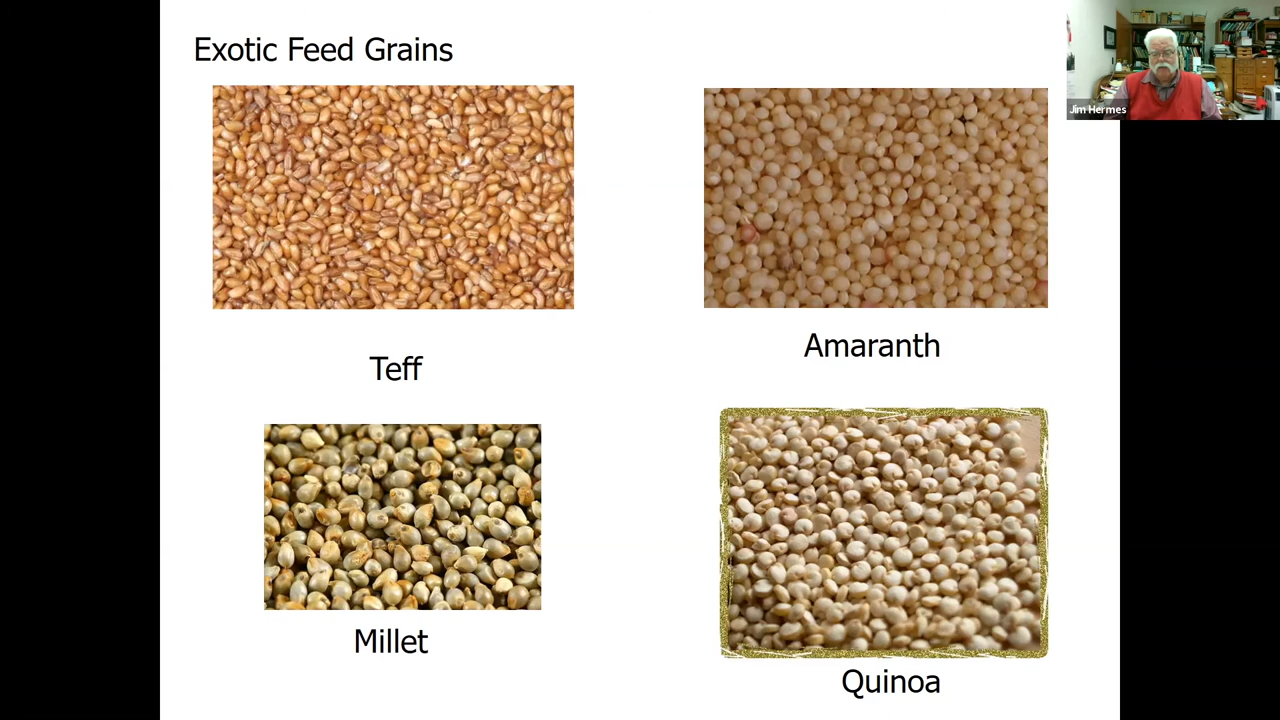 Exotic Feed Grains
Jim Hermes
Teff
Amaranth
Millet
Quinoa